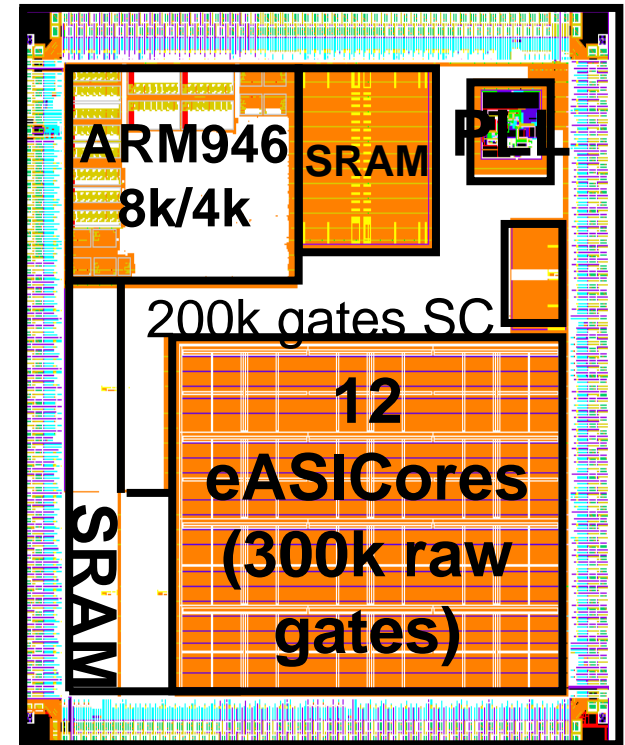 ARM946
8k/4k
SRAM
PLL
200k gates SC
12
eASICores
(300k raw
gates)
SRAM